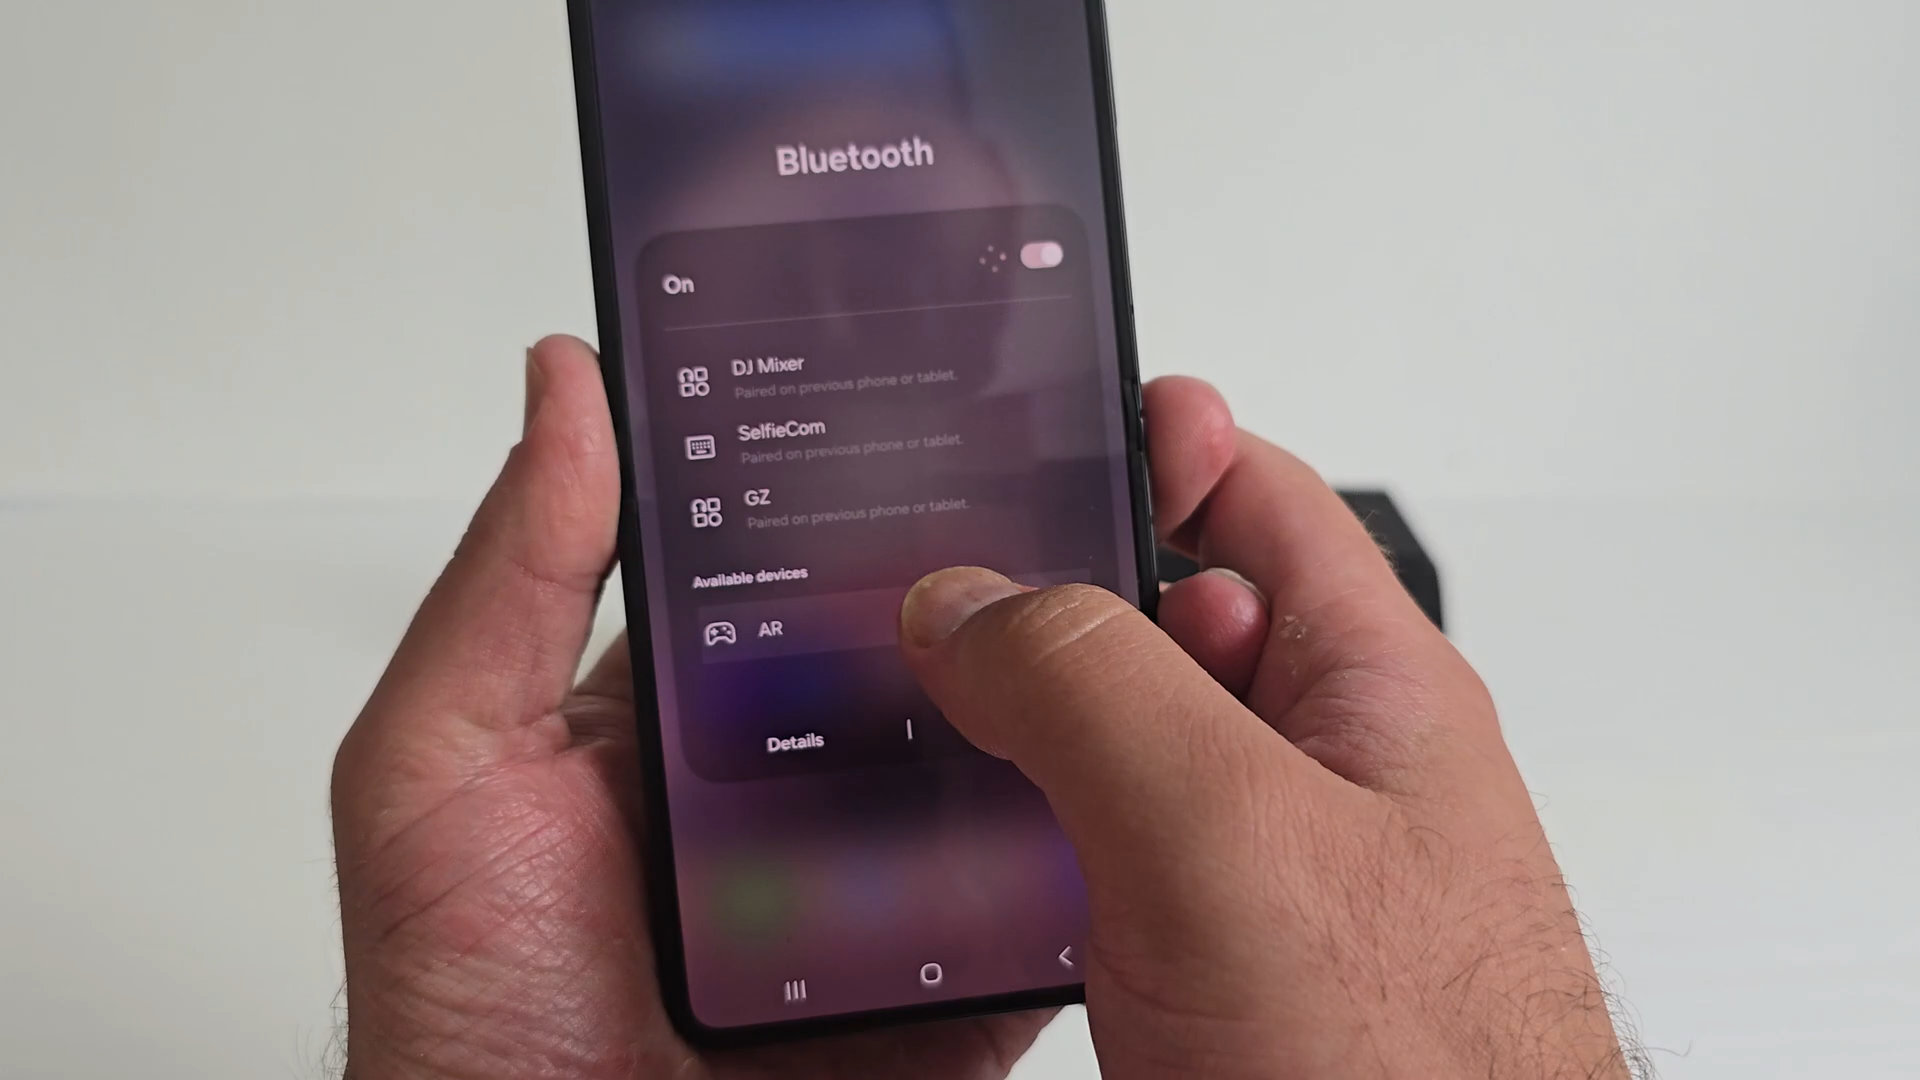 Bluetooth
On
DJ Mixer
Paired on previous phone or tablet.
SelfieCom
Paired on previous phone or tablet.
GZ
Paired on previous phone or tablet.
Available devices
AR
Details